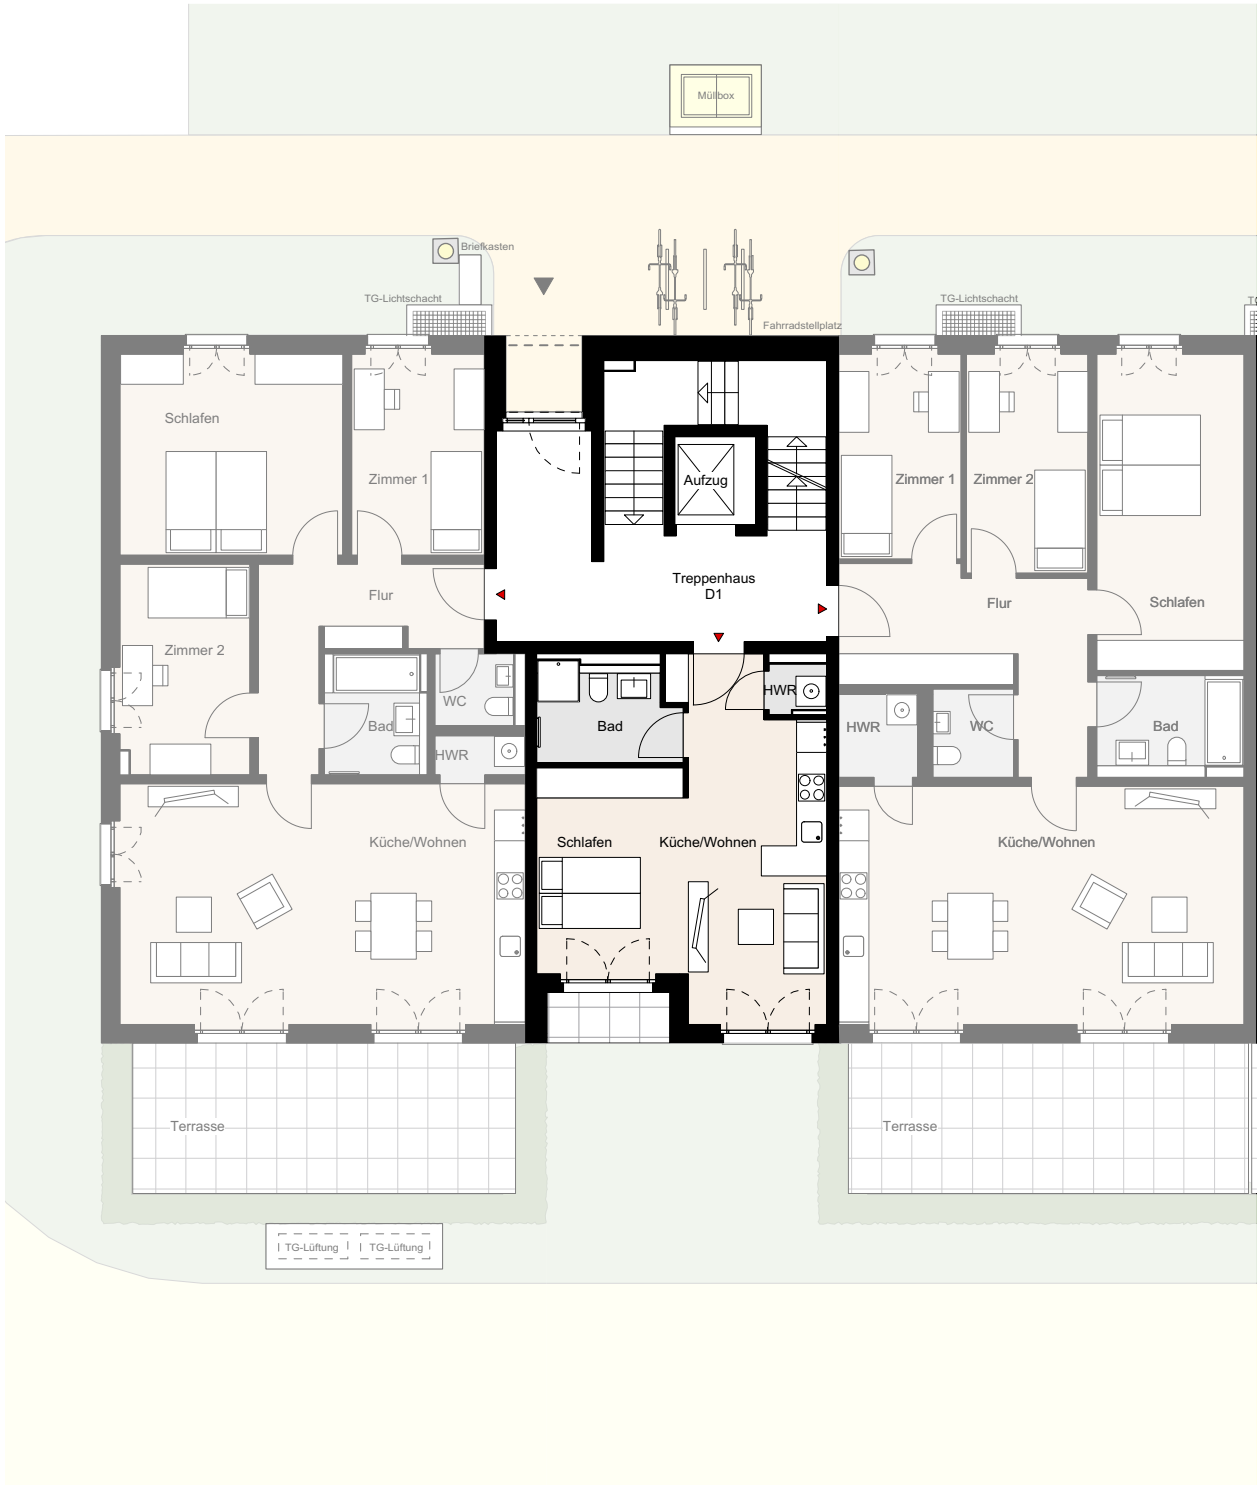 Müllbox
Briefkasten
TG-Lichtschacht
TG-Lichtschacht
Fahrradstellplatz
Schlafen
Zimmer 1
Aufzug
Zimmer 1
Zimmer 2
Treppenhaus
D1
Flur
Flur
Schlafen
Zimmer 2
HWR
WC
Bad
Bad
HWR
WC
Bad
HWR
Küche/Wohnen
Schlafen
Küche/Wohnen
Küche/Wohnen
Terrasse
Terrasse
TG-Lüftung
TG-Lüftung